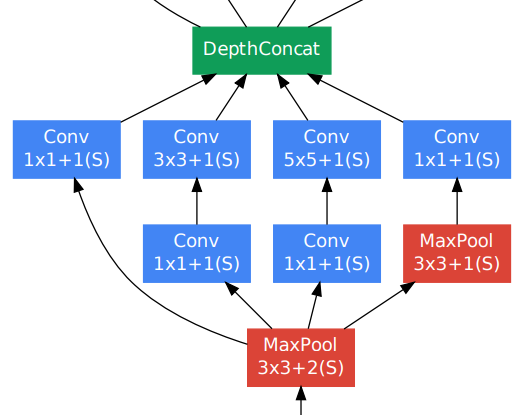 DepthConcat
Conv
1x1+1(S)
Conv
3x3+1(S)
Conv
5x5+1(S)
Conv
1x1+1(S)
Conv
1x1+1(S)
Conv
1x1+1(S)
MaxPool
3x3+1(S)
MaxPool
3x3+2(S)